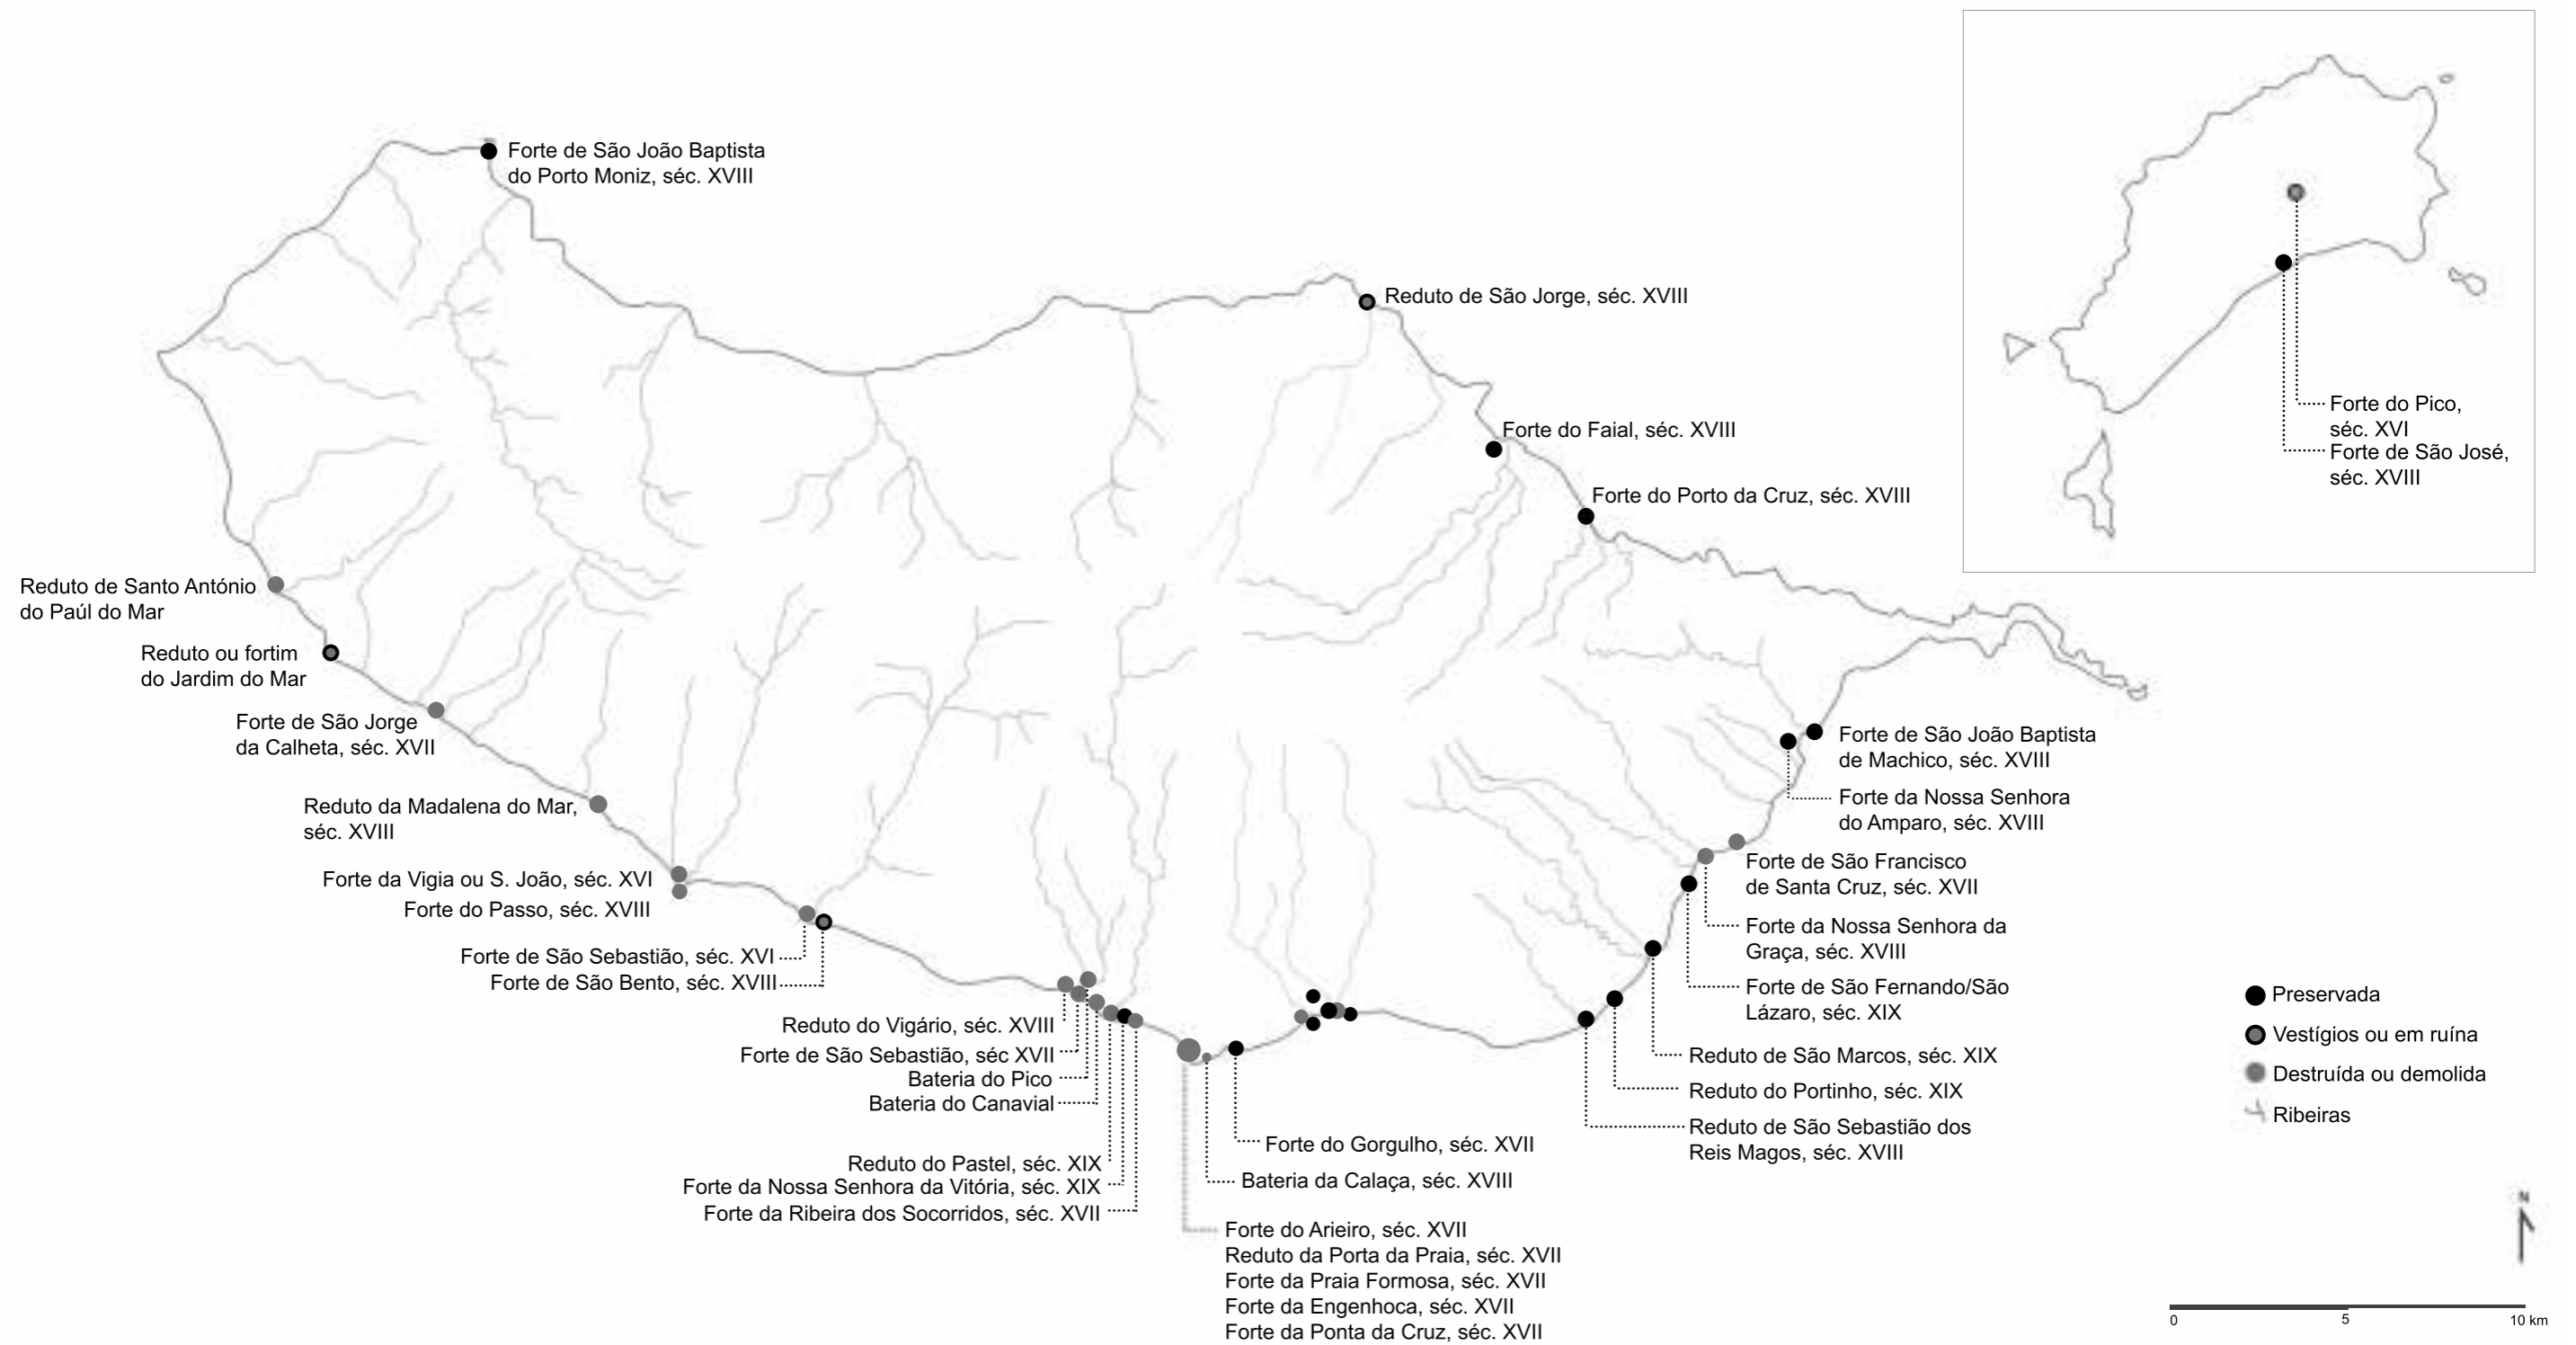 Forte de São João Baptista
do Porto Moniz, séc. XVIII
Reduto de São Jorge, séc. XVIII
Forte do Faial, séc. XVIII
Forte do Porto da Cruz, séc. XVIII
Forte do Pico,
séc. XVI
Forte de São José,
séc. XVIII
Reduto de Santo António
do Paúl do Mar
Reduto ou fortim
do Jardim do Mar
Forte de São Jorge
da Calheta, séc. XVII
Reduto da Madalena do Mar,
séc. XVIII
Forte da Vigia ou S. João, séc. XVI
Forte do Passo, séc. XVIII
Forte de São Sebastião, séc. XVI
Forte de São Bento, séc. XVIII
Reduto do Vigário, séc. XVIII
Forte de São Sebastião, séc XVII
Bateria do Pico
Bateria do Canavial
Reduto do Pastel, séc. XIX
Forte da Nossa Senhora da Vitória, séc. XIX
Forte da Ribeira dos Socorridos, séc. XVII
Forte do Arieiro, séc. XVII
Reduto da Porta da Praia, séc. XVII
Forte da Praia Formosa, séc. XVII
Forte da Engenhoca, séc. XVII
Forte da Ponta da Cruz, séc. XVII
Bateria da Calaça, séc. XVIII
Forte do Gorgulho, séc. XVII
Forte de São João Baptista
de Machico, séc. XVIII
Forte da Nossa Senhora
do Amparo, séc. XVIII
Forte de São Francisco
de Santa Cruz, séc. XVII
Forte da Nossa Senhora da
Graça, séc. XVIII
Forte de São Fernando/São
Lázaro, séc. XIX
Reduto de São Marcos, séc. XIX
Reduto do Portinho, séc. XIX
Reduto de São Sebastião dos
Reis Magos, séc. XVIII
Preservada
Vestígios ou em ruína
Destruída ou demolida
Ribeiras
N
0 5 10 km